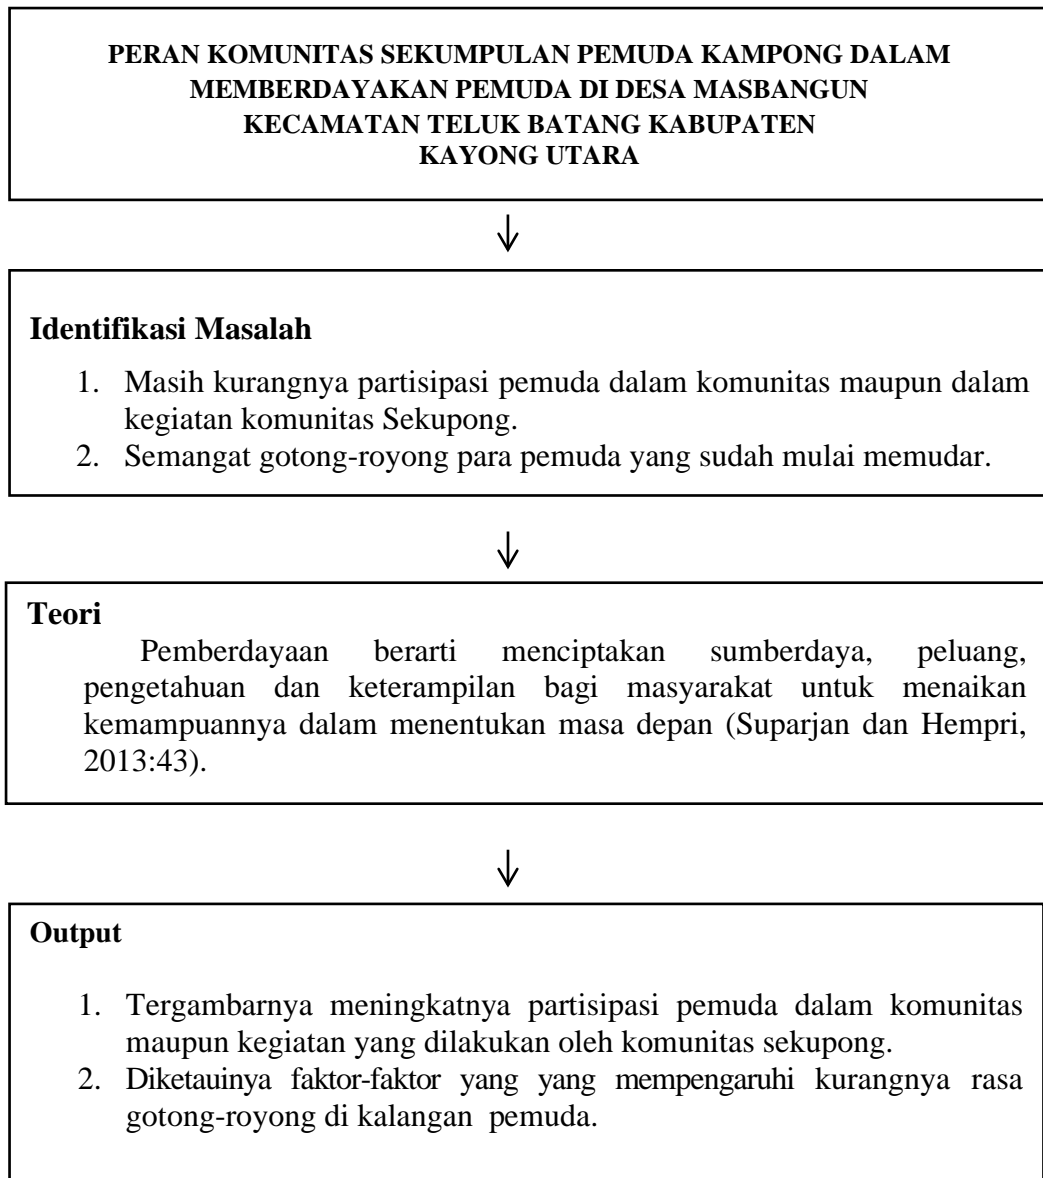 PERAN KOMUNITAS SEKUMPULAN PEMUDA KAMPONG DALAM
MEMBERDAYAKAN PEMUDA DI DESA MASBANGUN
KECAMATAN TELUK BATANG KABUPATEN
KAYONG UTARA
Identifikasi Masalah
1. Masih kurangnya partisipasi pemuda dalam komunitas maupun dalam
kegiatan komunitas Sekupong.
2. Semangat gotong-royong para pemuda yang sudah mulai memudar.
Teori
Pemberdayaan berarti menciptakan sumberdaya, peluang,
pengetahuan dan keterampilan bagi masyarakat untuk menaikan
kemampuannya dalam menentukan masa depan (Suparjan dan Hempri,
2013:43).
Output
1. Tergambarnya meningkatnya partisipasi pemuda dalam komunitas
maupun kegiatan yang dilakukan oleh komunitas sekupong.
2. Diketauinya faktor-faktor yang yang mempengaruhi kurangnya rasa
gotong-royong di kalangan pemuda.